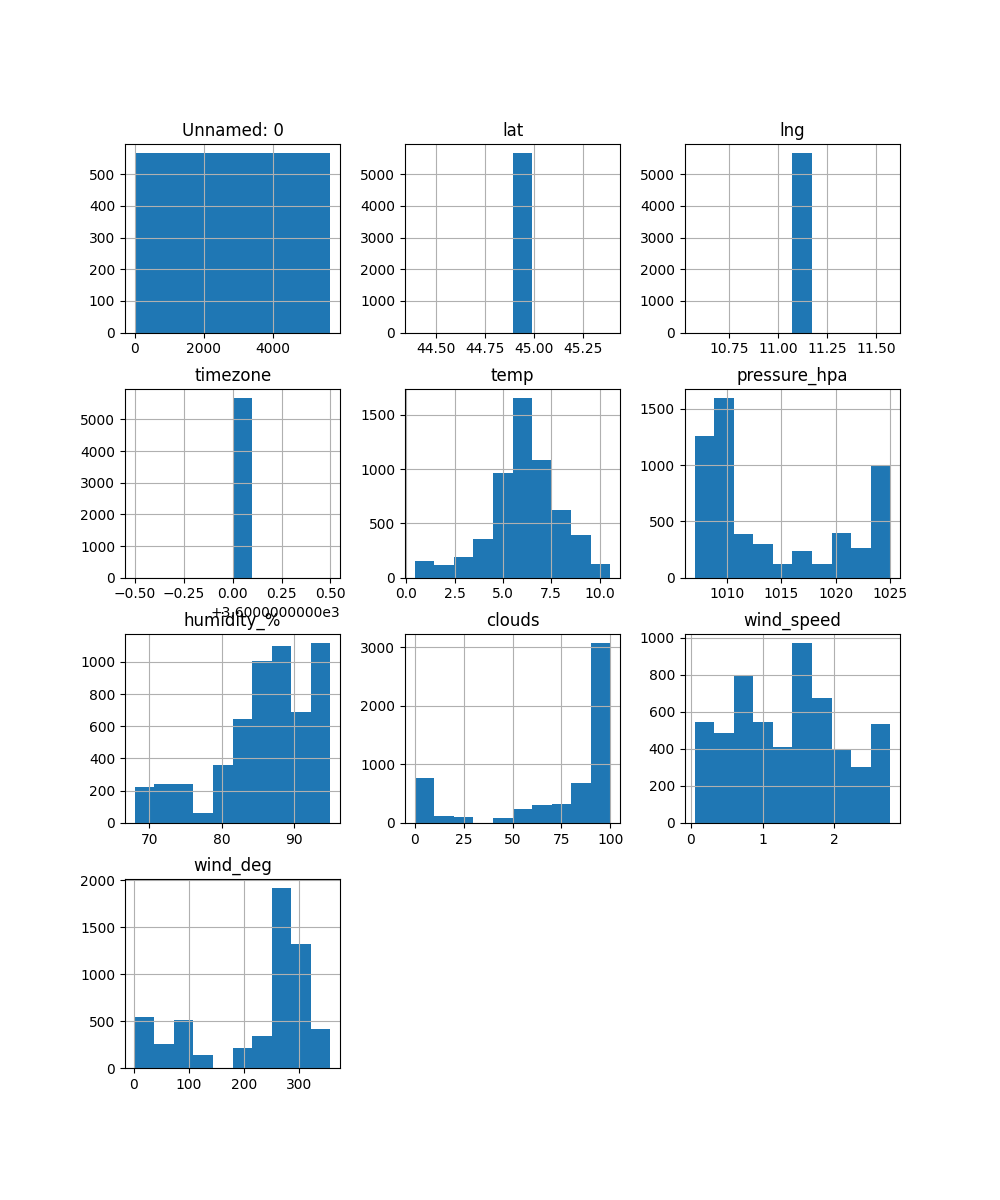 Unnamed: 0
lat
lng
500
400
300
200
100
0
0 2000 4000
5000
4000
3000
2000
1000
0
44.50 44.75 45.00 45.25
5000
4000
3000
2000
1000
0
10.75 11.00 11.25 11.50
timezone
temp
pressure_hpa
5000
4000
3000
2000
1000
0
−0.50 −0.25 0.00 0.25 0.50
+3.6000000000e3
1500
1000
500
0
0.0 2.5 5.0 7.5 10.0
1500
1000
500
0
1010 1015 1020 1025
humidity_%
clouds
wind_speed
1000
800
600
400
200
0
70 80 90
3000
2000
1000
0
0 25 50 75 100
1000
800
600
400
200
0
0 1 2
wind_deg
2000
1500
1000
500
0
0 100 200 300